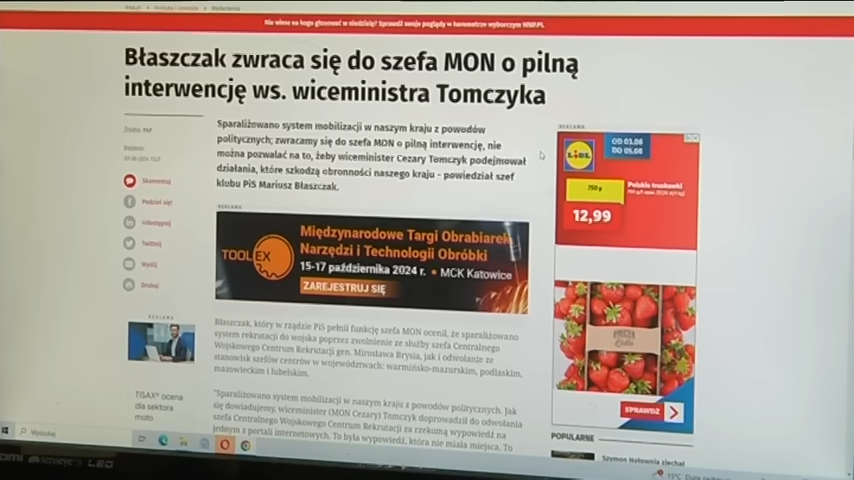 Nie wiesz na kogo głosować w niedzielę? Sprawdź swoje poglądy w barometrze wyborczym WNP.PL
Błaszczak zwraca się do szefa MON o pilną
interwencję ws. wiceministra Tomczyka
Źródło: PAP
Dodano:
Skomentuj
Podziel się!
Udostępnij
Twittnij
Wyślij
Drukuj
REKLAMA
TISAX® ocena
dla sektora
moto
Sparaliżowano system mobilizacji w naszym kraju z powodów
politycznych; zwracamy się do szefa MON o pilną interwencję, nie
można pozwalać na to, żeby wiceminister Cezary Tomczyk podejmował
działania, które szkodzą obronności naszego kraju - powiedział szef
klubu PiS Mariusz Błaszczak.
REKLAMA
TOOLEX
Międzynarodowe Targi Obrabiarek
Narzędzi i Technologii Obróbki
15-17 października 2024 r. • MCK Katowice
ZAREJESTRUJ SIĘ
Błaszczak, który w rządzie PiS pełnił funkcję szefa MON ocenił, że sparaliżowano
system rekrutacji do wojska poprzez zwolnienie ze służby szefa Centralnego
Wojskowego Centrum Rekrutacji gen. Mirosława Brysia, jak i odwołanie ze
stanowisk szefów centrów w województwach: warmińsko-mazurskim, podlaskim,
mazowieckim i lubelskim.
"Sparaliżowano system mobilizacji w naszym kraju z powodów politycznych. Jak
się dowiadujemy, wiceminister (MON Cezary) Tomczyk doprowadził do odwołania
szefa Centralnego Wojskowego Centrum Rekrutacji za rzekomą wypowiedź na
jednym z portali internetowych. To była wypowiedź, która nie miała miejsca. To
REKLAMA
LIDL
OD 03.06
DO 05.06
750 g
Polskie truskawki
12,99
SPRAWDŹ
POPULARNE
Szymon Hołownia zjechał
Wyszukaj
13°C
LED